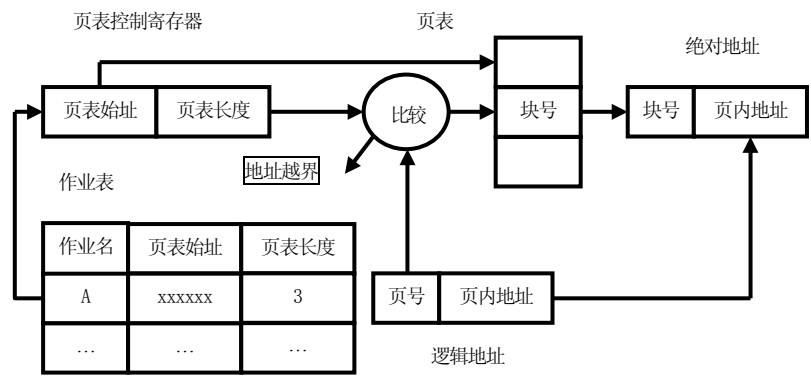 页表控制寄存器
页表
绝对地址
页表始址 页表长度
比较
块号
块号 页内地址
地址越界
作业表
作业名 页表始址 页表长度
A xxxxxx 3
… … …
页号 页内地址
逻辑地址